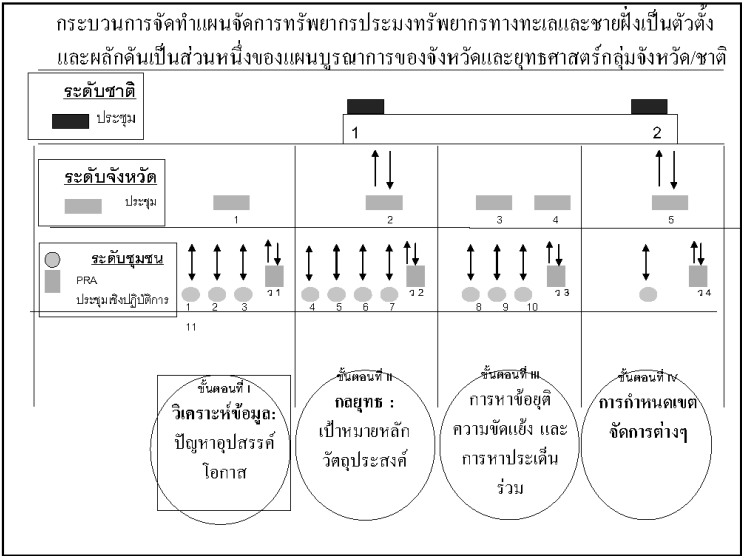 กระบวนการจัดทำแผนจัดการทรัพยากรประมงทรัพยากรทางทะเลและชายฝั่งเป็นตัวตั้ง
และผลักดันเป็นส่วนหนึ่งของแผนบูรณาการของจังหวัดและยุทธศาสตร์กลุ่มจังหวัด/ชาติ
ระดับชาติ
ประชุม
1 2
ระดับจังหวัด
ประชุม
1 2 3 4 5
ระดับชุมชน
PRA
ประชุมเชิงปฏิบัติการ
ว 1 ว 2 ว 3 ว 4
1 2 3 4 5 6 7 8 9 10
11
ขั้นตอนที่ I
วิเคราะห์ข้อมูล:
ปัญหาอุปสรรค์
โอกาส
ขั้นตอนที่ II
กลยุทธ :
เป้าหมายหลัก
วัตถุประสงค์
ขั้นตอนที่ III
การหาข้อยุติ
ความขัดแย้ง และ
การหาประเด็น
ร่วม
ขั้นตอนที่ IV
การกำหนดเขต
จัดการต่างๆ